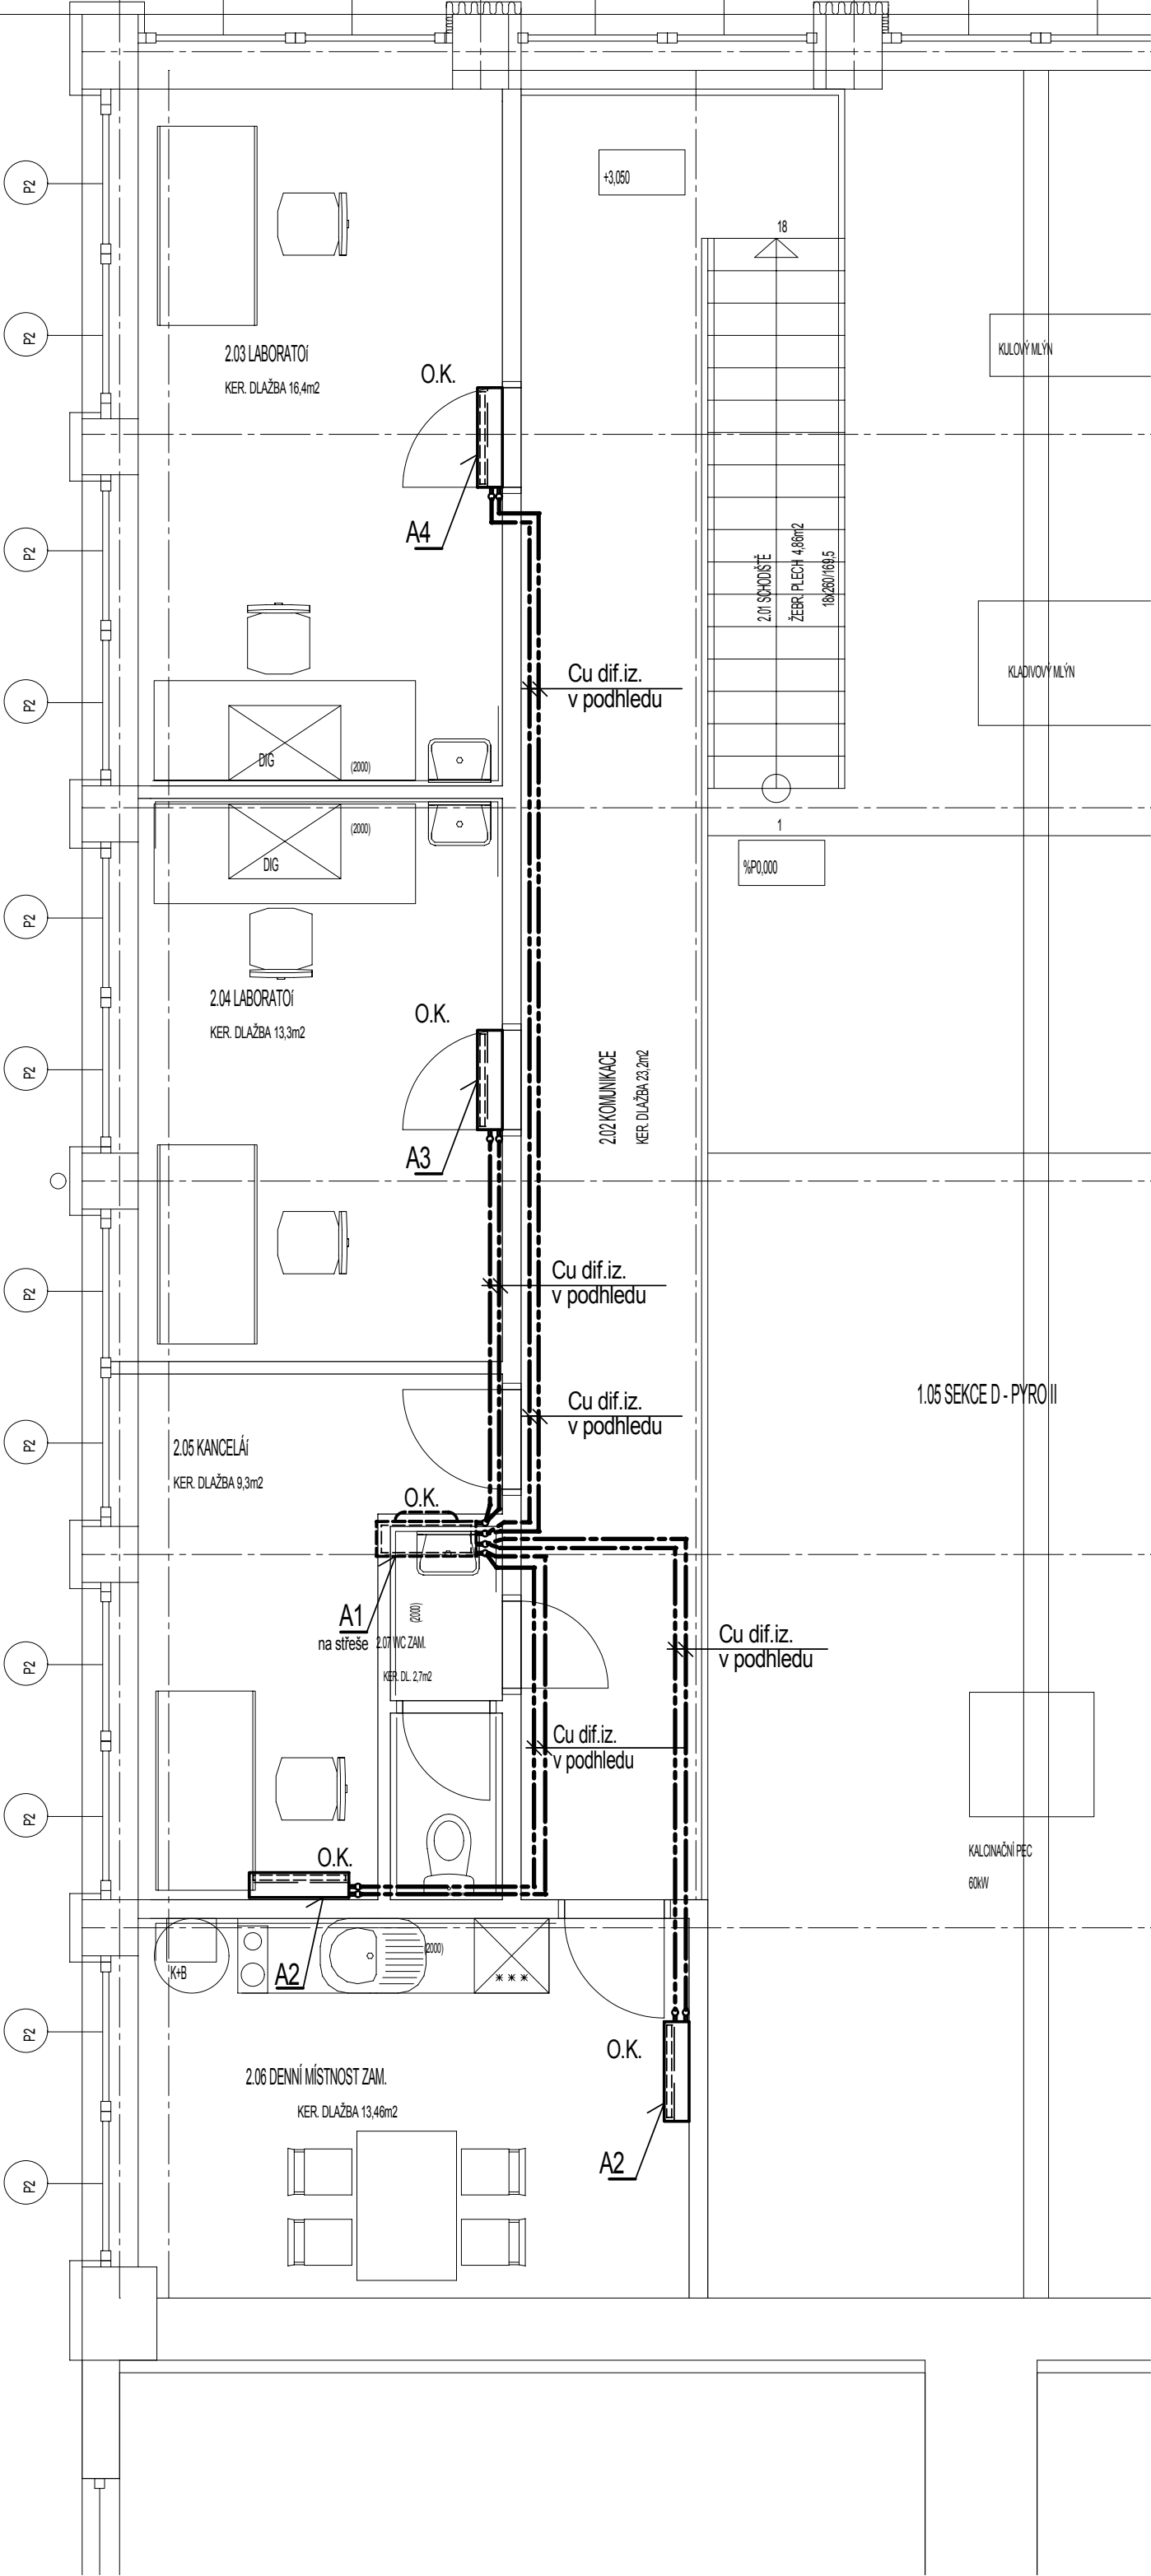 P2
+3,050
18
P2
KULOVÝ MLÝN
2.03 LABORATOř
KER. DLAŽBA 16,4m2
O.K.
A4
P2
2.01 SCHODIŠTĚ
ŽEBR. PLECH 4,86m2
18x260/169,5
KLADIVOVÝ MLÝN
Cu dif.iz.
v podhledu
P2
DIG
(2000)
(2000)
DIG
1
%P0,000
P2
2.04 LABORATOř
KER. DLAŽBA 13,3m2
O.K.
P2
2.02 KOMUNIKACE
KER. DLAŽBA 23,2m2
A3
Cu dif.iz.
v podhledu
P2
Cu dif.iz.
v podhledu
1.05 SEKCE D - PYRO II
P2
2.05 KANCELÁř
KER. DLAŽBA 9,3m2
O.K.
A1
na střeše
(2000)
2.07 WC ZAM.
KER. DL. 2,7m2
P2
Cu dif.iz.
v podhledu
Cu dif.iz.
v podhledu
P2
O.K.
KALCINAČNÍ PEC
60kW
K+B
A2
(2000)
P2
O.K.
2.06 DENNÍ MÍSTNOST ZAM.
KER. DLAŽBA 13,46m2
A2
P2